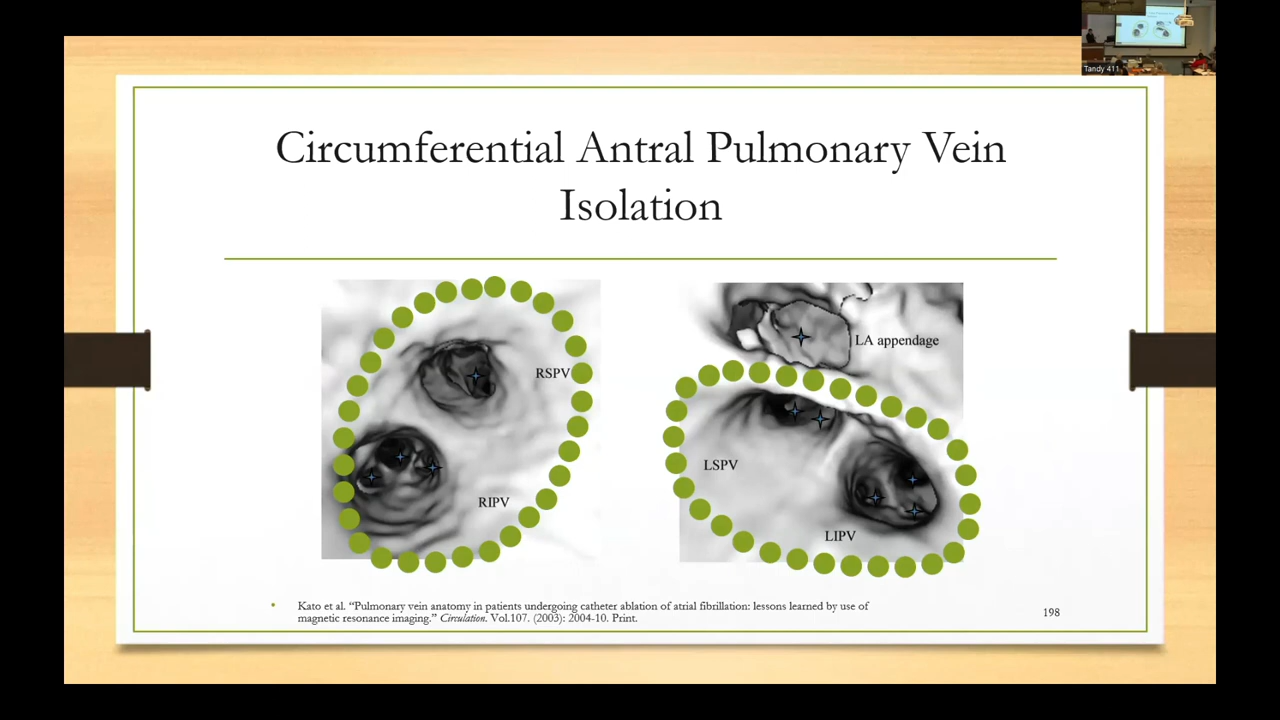 Tandy 411
Circumferential Antral Pulmonary Vein
Isolation
RSPV
RIPV
LA appendage
LSPV
LIPV
• Kato et al. “Pulmonary vein anatomy in patients undergoing catheter ablation of atrial fibrillation: lessons learned by use of
magnetic resonance imaging.” Circulation. Vol.107. (2003): 2004-10. Print.
198